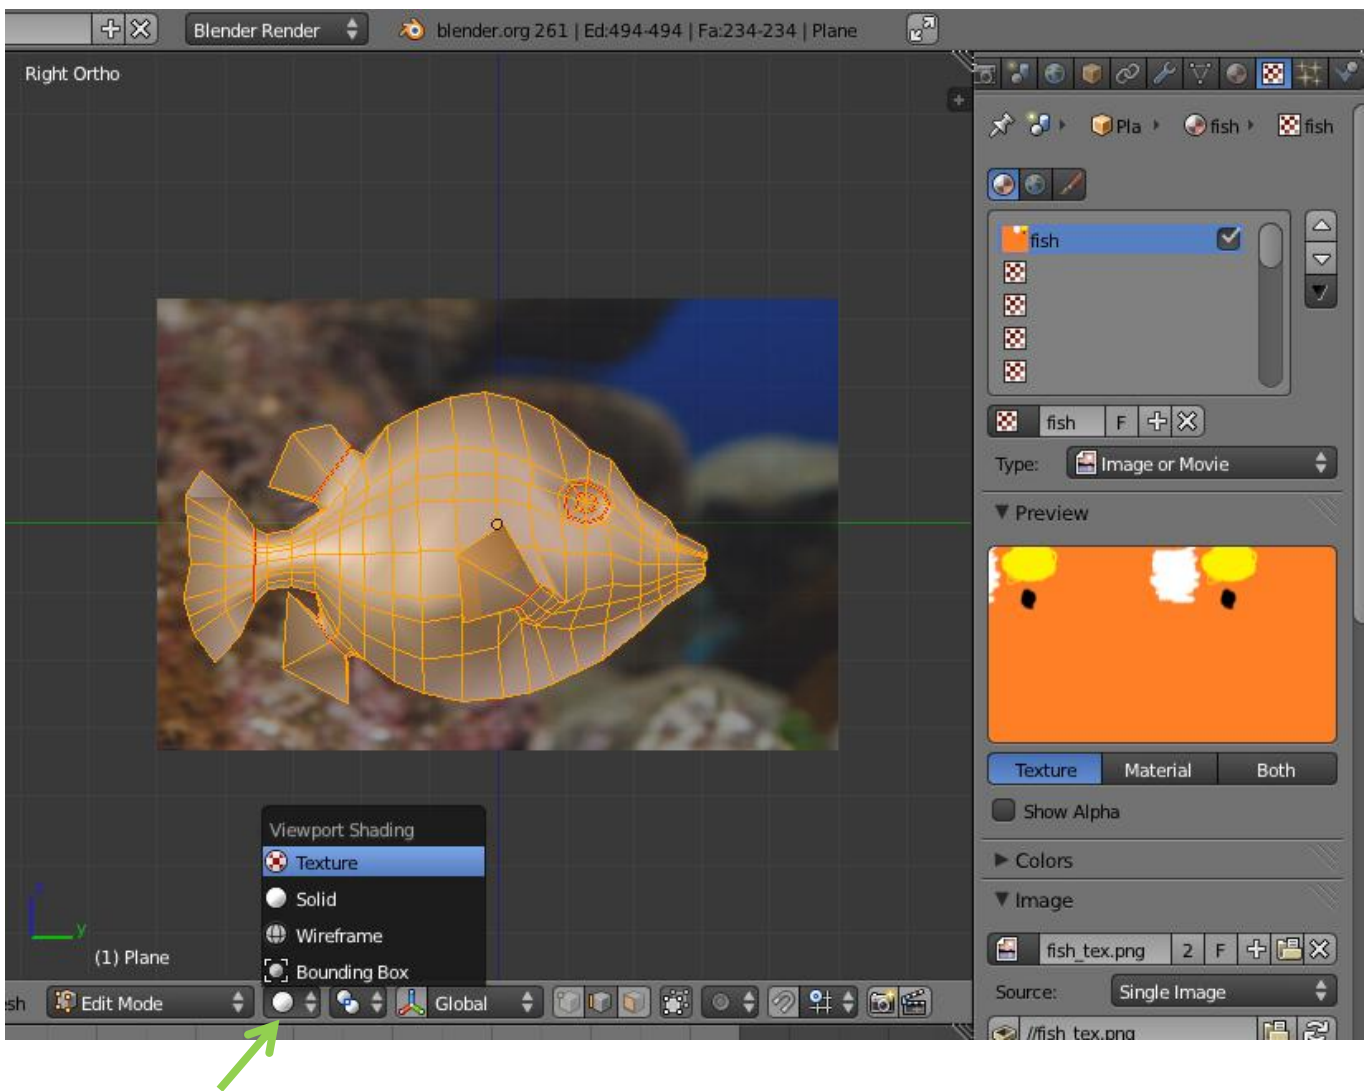 Blender Render
blender.org 261 | Ed:494-494 | Fa:234-234 | Plane
Right Ortho
Pla
fish
fish
fish
fish
F
Type:
Image or Movie
Preview
Texture
Material
Both
Show Alpha
Colors
Image
fish_tex.png
2
F
Source:
Single Image
//fish_tex.png
Viewport Shading
Texture
Solid
Wireframe
Bounding Box
z
y
(1) Plane
sh
Edit Mode
Global